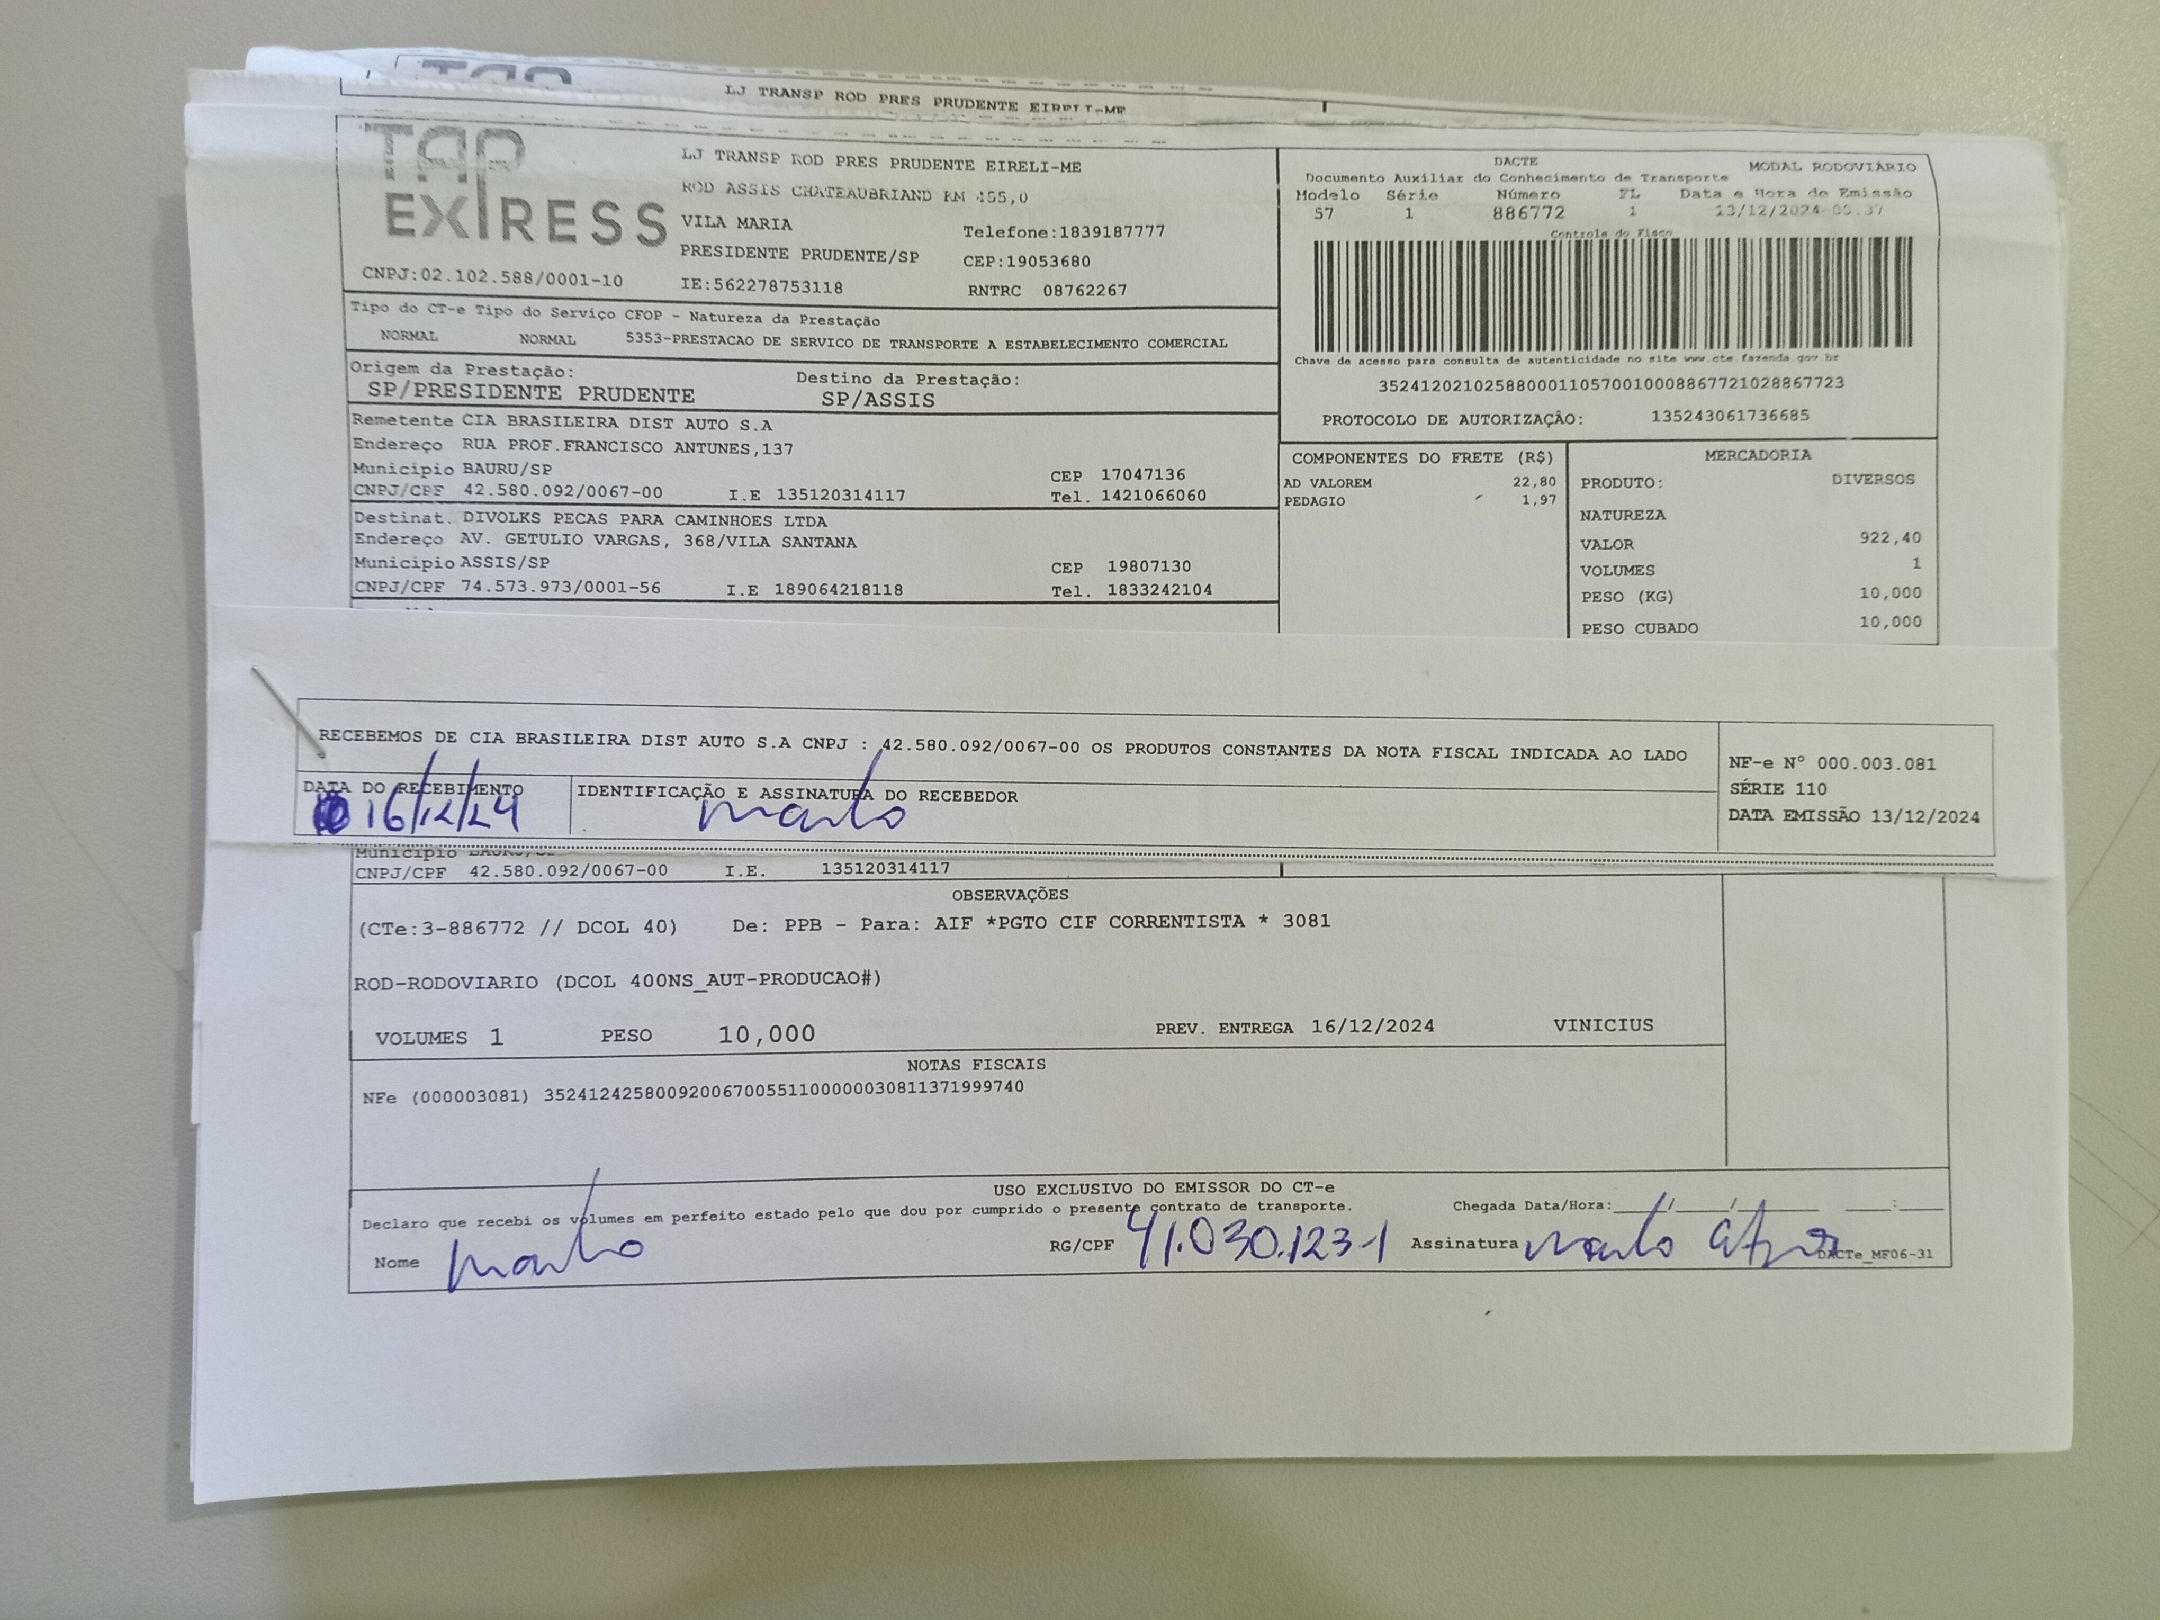 LJ TRANSP ROD PRES PRUDENTE EIRELI-ME
TAP
EXPRESS
LJ TRANSP ROD PRES PRUDENTE EIRELI-ME
ROD ASSIS CHATEAUBRIAND KM 455,0
VILA MARIA Telefone:1839187777
PRESIDENTE PRUDENTE/SP CEP:19053680
CNPJ:02.102.588/0001-10 IE:562278753118 RNTRC 08762267
DACTE MODAL RODOVIÁRIO
Documento Auxiliar do Conhecimento de Transporte
Modelo Série Número FL Data e Hora de Emissão
57 1 886772 1 13/12/2024
Controle do Fisco
Chave de acesso para consulta de autenticidade no site www.cte.fazenda.gov.br
35241202102588000110570010008867721028867723
PROTOCOLO DE AUTORIZAÇÃO: 135243061736685
Tipo do CT-e Tipo do Serviço CFOP - Natureza da Prestação
NORMAL NORMAL 5353-PRESTACAO DE SERVICO DE TRANSPORTE A ESTABELECIMENTO COMERCIAL
Origem da Prestação: Destino da Prestação:
SP/PRESIDENTE PRUDENTE SP/ASSIS
Remetente CIA BRASILEIRA DIST AUTO S.A
Endereço RUA PROF.FRANCISCO ANTUNES,137
Município BAURU/SP CEP 17047136
CNPJ/CPF 42.580.092/0067-00 I.E 135120314117 Tel. 1421066060
Destinat. DIVOLKS PECAS PARA CAMINHOES LTDA
Endereço AV. GETULIO VARGAS, 368/VILA SANTANA
Município ASSIS/SP CEP 19807130
CNPJ/CPF 74.573.973/0001-56 I.E 189064218118 Tel. 1833242104
COMPONENTES DO FRETE (R$)
AD VALOREM 22,80
PEDAGIO 1,97
MERCADORIA
PRODUTO: DIVERSOS
NATUREZA
VALOR 922,40
VOLUMES 1
PESO (KG) 10,000
PESO CUBADO 10,000
RECEBEMOS DE CIA BRASILEIRA DIST AUTO S.A CNPJ : 42.580.092/0067-00 OS PRODUTOS CONSTANTES DA NOTA FISCAL INDICADA AO LADO
DATA DO RECEBIMENTO IDENTIFICAÇÃO E ASSINATURA DO RECEBEDOR
16/12/24
NF-e N° 000.003.081
SÉRIE 110
DATA EMISSÃO 13/12/2024
Município BAURU/SP
CNPJ/CPF 42.580.092/0067-00 I.E. 135120314117
OBSERVAÇÕES
(CTe:3-886772 // DCOL 40) De: PPB - Para: AIF *PGTO CIF CORRENTISTA * 3081
ROD-RODOVIARIO (DCOL 400NS_AUT-PRODUCAO#)
VOLUMES 1 PESO 10,000 PREV. ENTREGA 16/12/2024 VINICIUS
NOTAS FISCAIS
NFe (000003081) 35241242580092006700551100000030811371999740
USO EXCLUSIVO DO EMISSOR DO CT-e
Declaro que recebi os volumes em perfeito estado pelo que dou por cumprido o presente contrato de transporte. Chegada Data/Hora:____/____/______ ____:____
Nome RG/CPF 41.030.123-1 Assinatura
DACTe_MF06-31